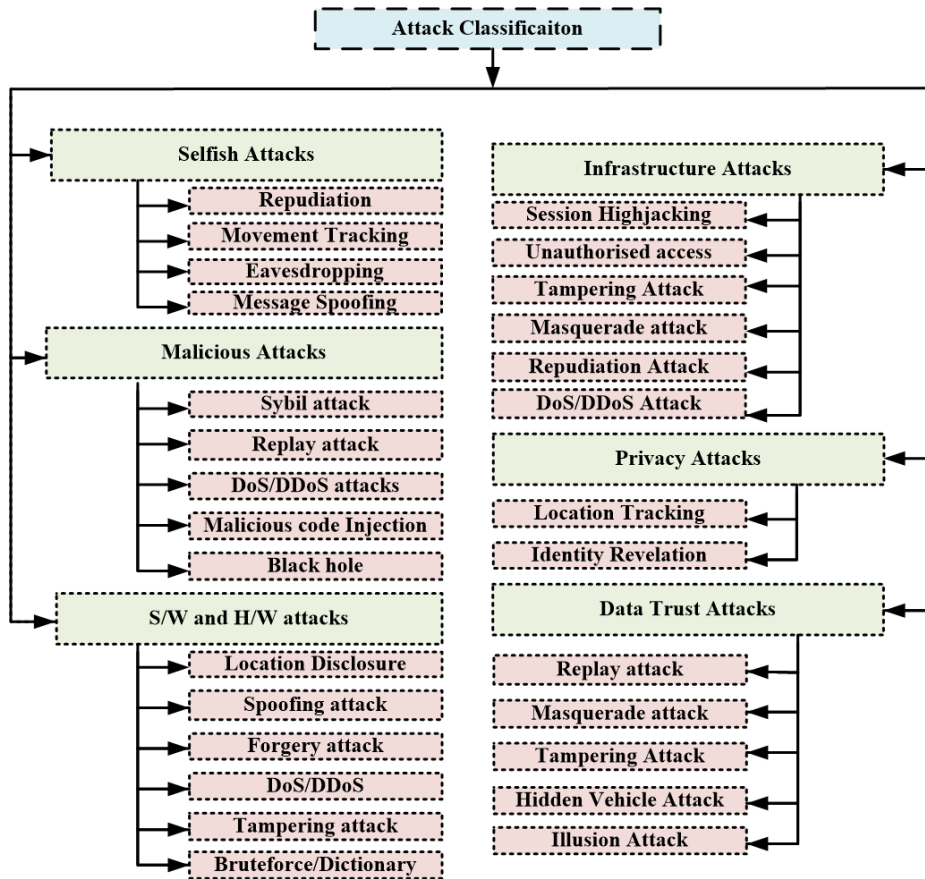 Attack Classificaiton
Selfish Attacks
Repudiation
Movement Tracking
Eavesdropping
Message Spoofing
Malicious Attacks
Sybil attack
Replay attack
DoS/DDoS attacks
Malicious code Injection
Black hole
S/W and H/W attacks
Location Disclosure
Spoofing attack
Forgery attack
DoS/DDoS
Tampering attack
Bruteforce/Dictionary
Infrastructure Attacks
Session Highjacking
Unauthorised access
Tampering Attack
Masquerade attack
Repudiation Attack
DoS/DDoS Attack
Privacy Attacks
Location Tracking
Identity Revelation
Data Trust Attacks
Replay attack
Masquerade attack
Tampering Attack
Hidden Vehicle Attack
Illusion Attack